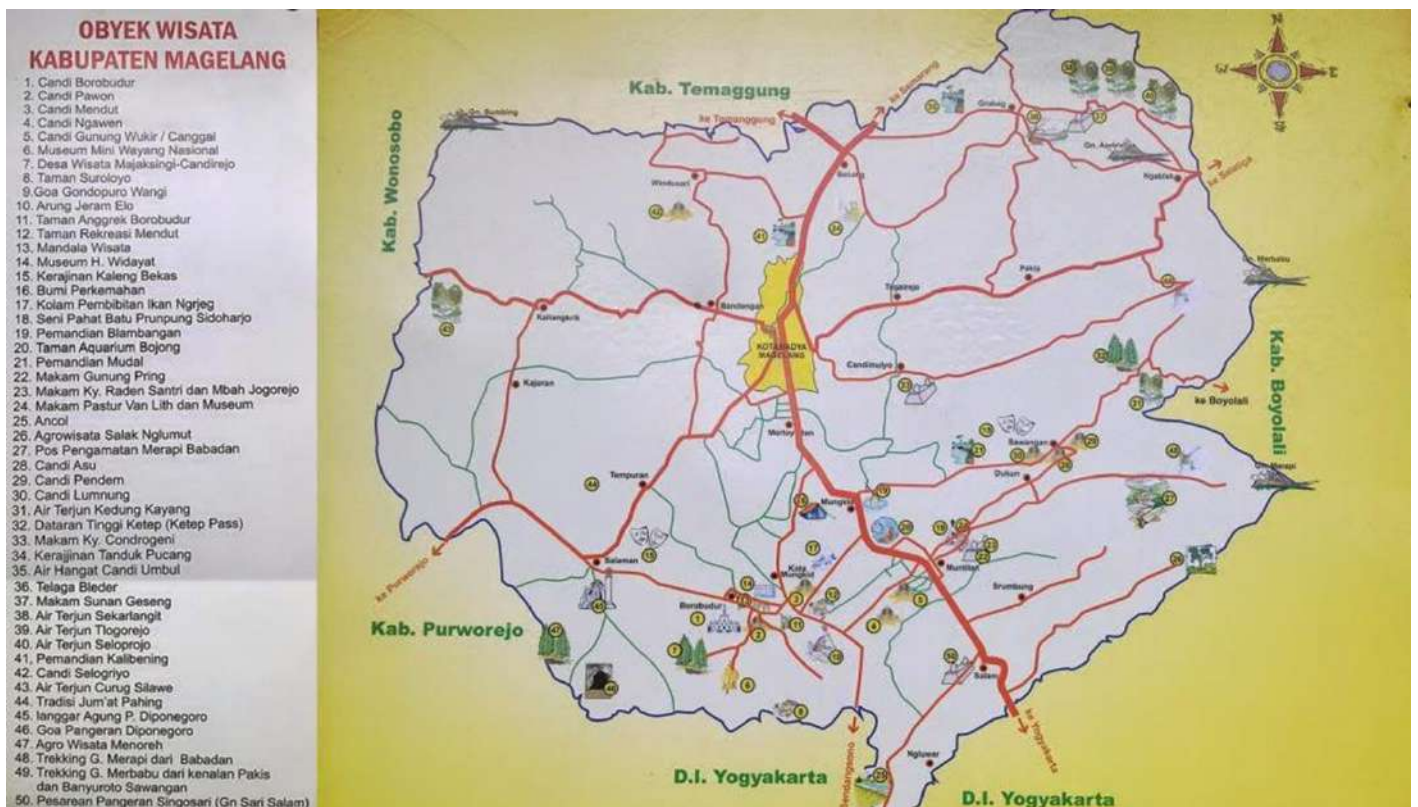 OBYEK WISATA
KABUPATEN MAGELANG
1. Candi Borobudur
2. Candi Pawon
3. Candi Mendut
4. Candi Ngawen
5. Candi Gunung Wukir / Canggal
6. Museum Mini Wayang Nasional
7. Desa Wisata Majaksingi-Candirejo
8. Taman Suroloyo
9.Goa Gondopuro Wangi
10. Arung Jeram Elo
11. Taman Anggrek Borobudur
12. Taman Rekreasi Mendut
13. Mandala Wisata
14. Museum H. Widayat
15. Kerajinan Kaleng Bekas
16. Bumi Perkemahan
17. Kolam Pembibitan Ikan Ngrjeg
18. Seni Pahat Batu Prunpung Sidoharjo
19. Pemandian Blambangan
20. Taman Aquarium Bojong
21. Pemandian Mudal
22. Makam Gunung Pring
23. Makam Ky. Raden Santri dan Mbah Jogorejo
24. Makam Pastur Van Lith dan Museum
25. Ancol
26. Agrowisata Salak Nglumut
27. Pos Pengamatan Merapi Babadan
28. Candi Asu
29. Candi Pendem
30. Candi Lumnung
31. Air Terjun Kedung Kayang
32. Dataran Tinggi Ketep (Ketep Pass)
33. Makam Ky. Condrogeni
34. Kerajjinan Tanduk Pucang
35. Air Hangat Candi Umbul
36. Telaga Bleder
37. Makam Sunan Geseng
38. Air Terjun Sekarlangit
39. Air Terjun Tlogorejo
40. Air Terjun Seloprojo
41. Pemandian Kalibening
42. Candi Selogriyo
43. Air Terjun Curug Silawe
44. Tradisi Jum'at Pahing
45. langgar Agung P. Diponegoro
46. Goa Pangeran Diponegoro
47. Agro Wisata Menoreh
48. Trekking G. Merapi dari Babadan
49. Trekking G. Merbabu dari kenalan Pakis
dan Banyuroto Sawangan
50. Pesarean Pangeran Singosari (Gn Sari Salam)
Kab. Temaggung
ke Temanggung
ke Semarang
Gn. Sumbing
Kab. Wonosobo
Grabag
Ngablak
ke Salatiga
Secang
Windusari
Pakis
Tegalrejo
Gn. Merbabu
Bandongan
Kaliangkrik
KOTAMADYA
MAGELANG
Candimulyo
Kajoran
Kab. Boyolali
ke Boyolali
Sawangan
Dukun
Gn. Merapi
Tempuran
Mungkid
Salaman
Kota
Mungkid
Muntilan
Srumbung
Borobudur
ke Purworejo
Kab. Purworejo
Salam
ke Yogyakarta
Ngluwar
D.I. Yogyakarta
D.I. Yogyakarta